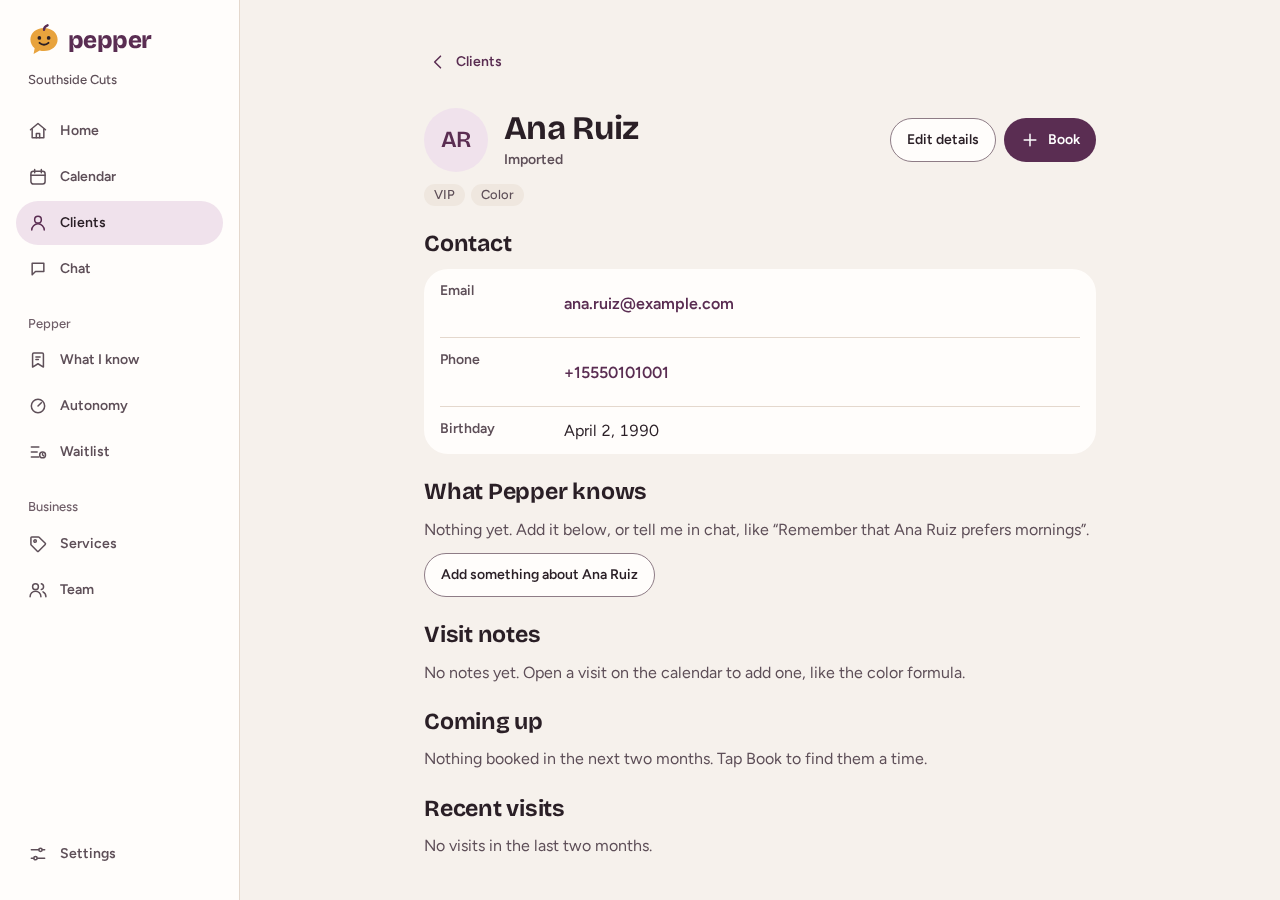 pepper
Southside Cuts
Home
Calendar
Clients
Chat
Pepper
What I know
Autonomy
Waitlist
Business
Services
Team
Settings
Clients
AR
Ana Ruiz
Imported
Edit details
Book
VIP
Color
Contact
Email
ana.ruiz@example.com
Phone
+15550101001
Birthday
April 2, 1990
What Pepper knows
Nothing yet. Add it below, or tell me in chat, like “Remember that Ana Ruiz prefers mornings”.
Add something about Ana Ruiz
Visit notes
No notes yet. Open a visit on the calendar to add one, like the color formula.
Coming up
Nothing booked in the next two months. Tap Book to find them a time.
Recent visits
No visits in the last two months.